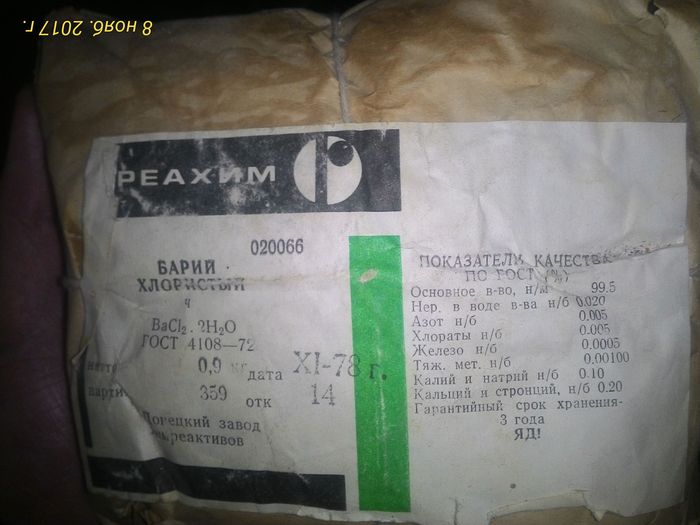 8 нояб. 2017 г.
РЕАХИМ
020066
БАРИЙ
ХЛОРИСТЫЙ
ч
BaCl₂ . 2H₂O
ГОСТ 4108—72
нетто 0,9 кг дата XI-78 г.
парти 359 отк 14
Донецкий завод
реактивов
ПОКАЗАТЕЛИ КАЧЕСТВА
ПО ГОСТ (%)
Основное в-во, н/м 99.5
Нер. в воде в-ва н/б 0.020
Азот н/б 0.005
Хлораты н/б 0.005
Железо н/б 0.0005
Тяж. мет. н/б 0.00100
Калий и натрий н/б 0.10
Кальций и стронций, н/б 0.20
Гарантийный срок хранения-
3 года
ЯД!